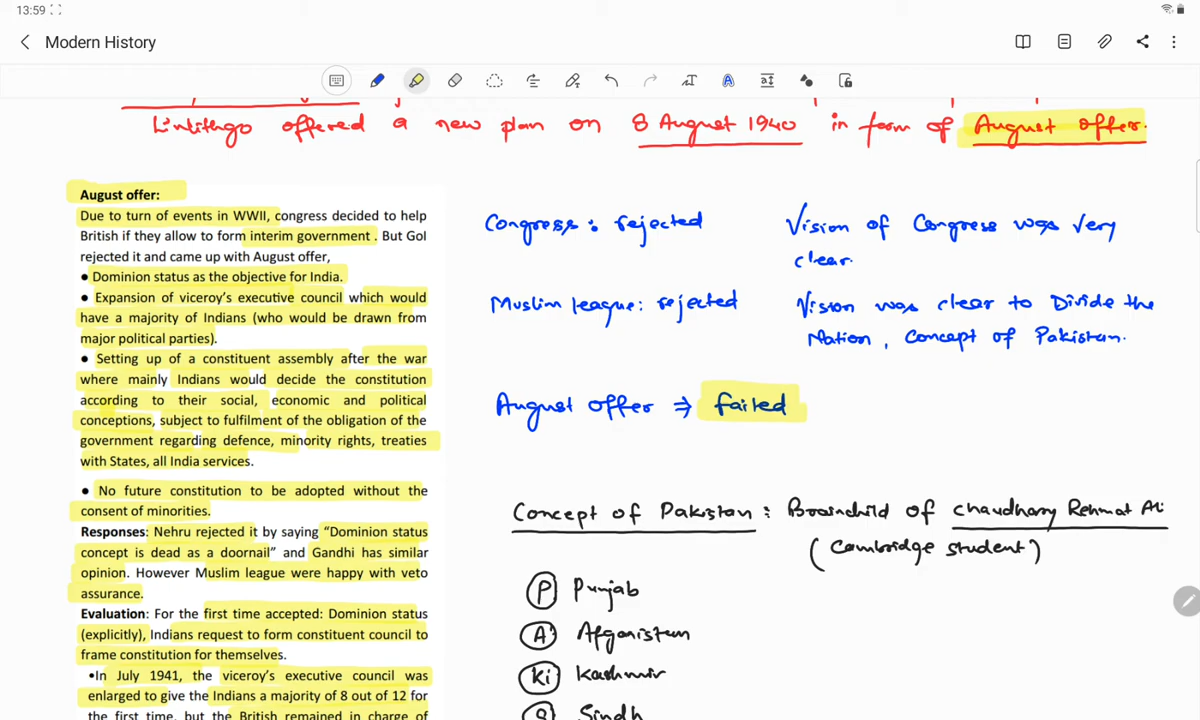 13:59
Modern History
Linlithgo offered a new plan on 8 August 1940 in form of August offer.
August offer:
Due to turn of events in WWII, congress decided to help
British if they allow to form interim government . But GoI
rejected it and came up with August offer,
● Dominion status as the objective for India.
● Expansion of viceroy's executive council which would
have a majority of Indians (who would be drawn from
major political parties).
● Setting up of a constituent assembly after the war
where mainly Indians would decide the constitution
according to their social, economic and political
conceptions, subject to fulfilment of the obligation of the
government regarding defence, minority rights, treaties
with States, all India services.
● No future constitution to be adopted without the
consent of minorities.
Responses: Nehru rejected it by saying "Dominion status
concept is dead as a doornail" and Gandhi has similar
opinion. However Muslim league were happy with veto
assurance.
Evaluation: For the first time accepted: Dominion status
(explicitly), Indians request to form constituent council to
frame constitution for themselves.
•In July 1941, the viceroy's executive council was
enlarged to give the Indians a majority of 8 out of 12 for
the first time, but the British remained in charge of
Congress : rejected
Vision of Congress was very
clear.
Muslim league: rejected
Vision was clear to Divide the
Nation, Concept of Pakistan.
August offer ⇒ failed
Concept of Pakistan : Brainchild of chaudhary Rehmat Ali
(Cambridge student)
P Punjab
A Afganistan
Ki Kashmir
S Sindh